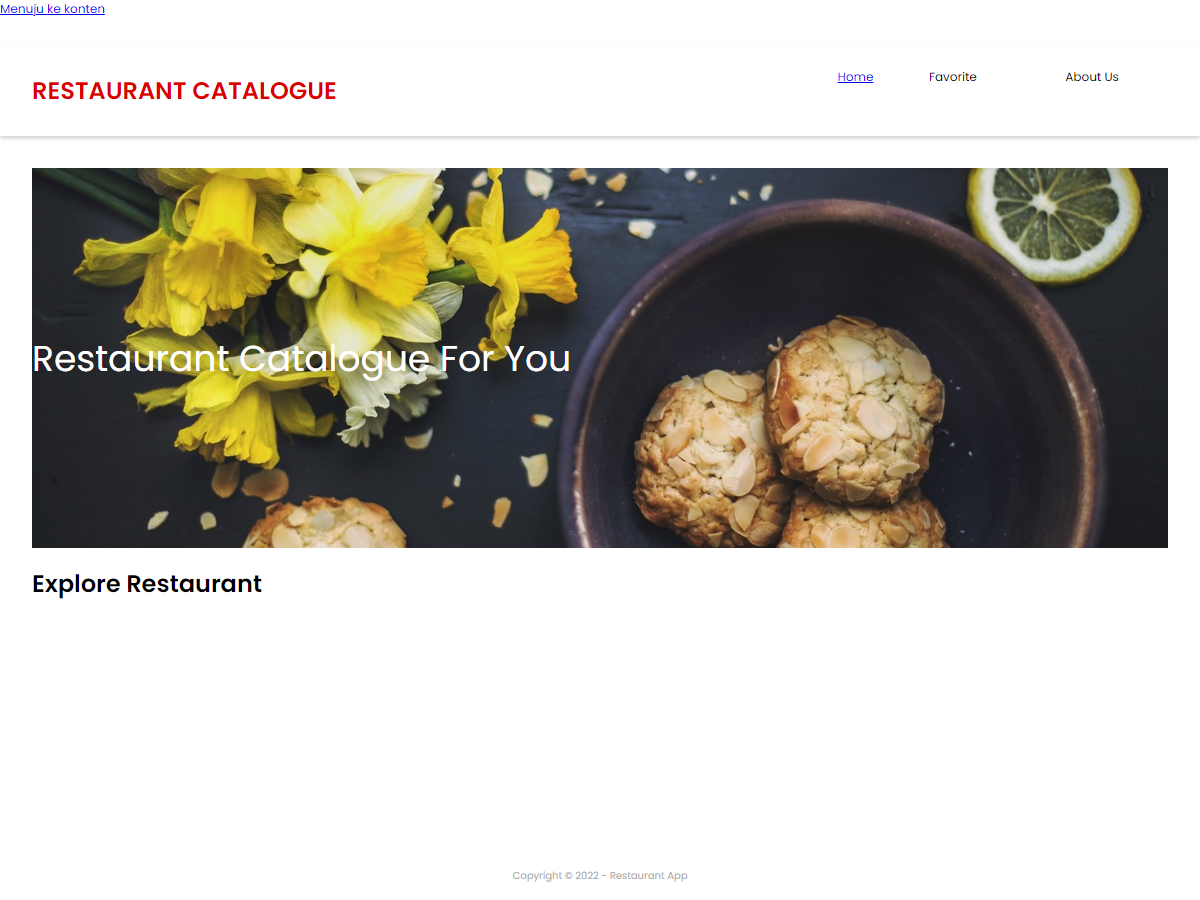 Menuju ke konten
RESTAURANT CATALOGUE
Home
Favorite
About Us
Restaurant Catalogue For You
Explore Restaurant
Copyright © 2022 - Restaurant App